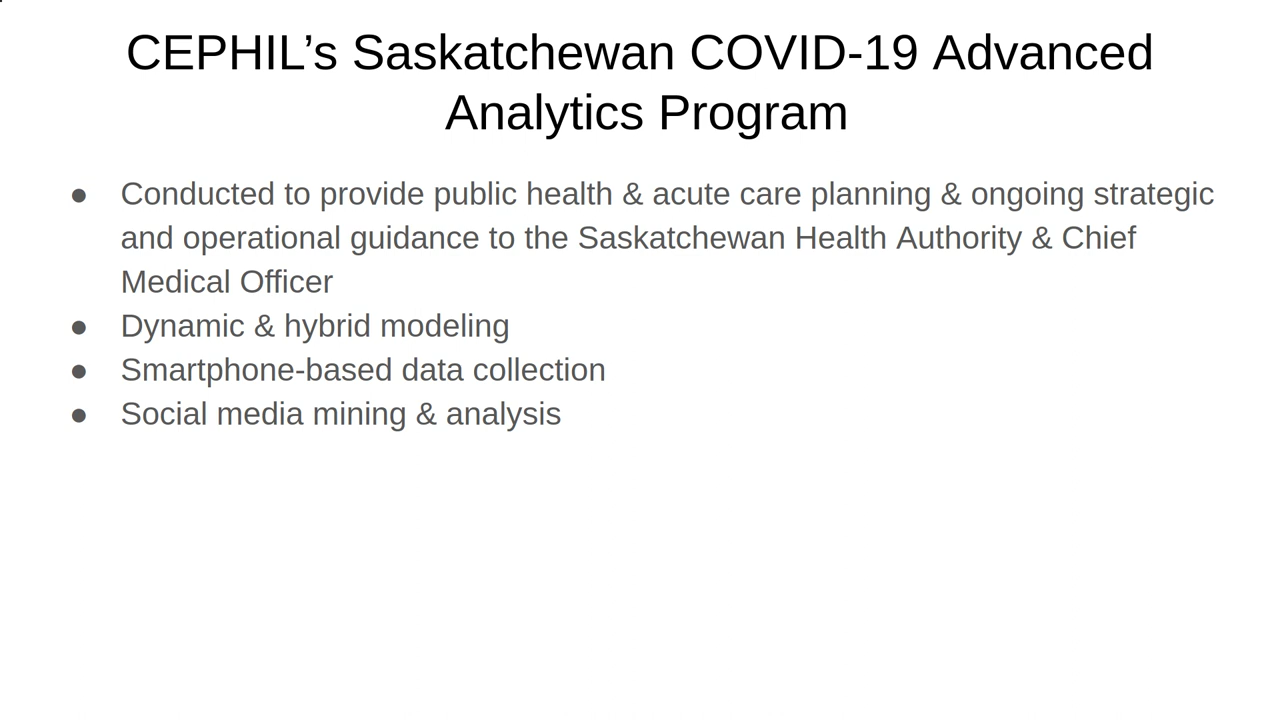 CEPHIL’s Saskatchewan COVID-19 Advanced
Analytics Program
● Conducted to provide public health & acute care planning & ongoing strategic
and operational guidance to the Saskatchewan Health Authority & Chief
Medical Officer
● Dynamic & hybrid modeling
● Smartphone-based data collection
● Social media mining & analysis